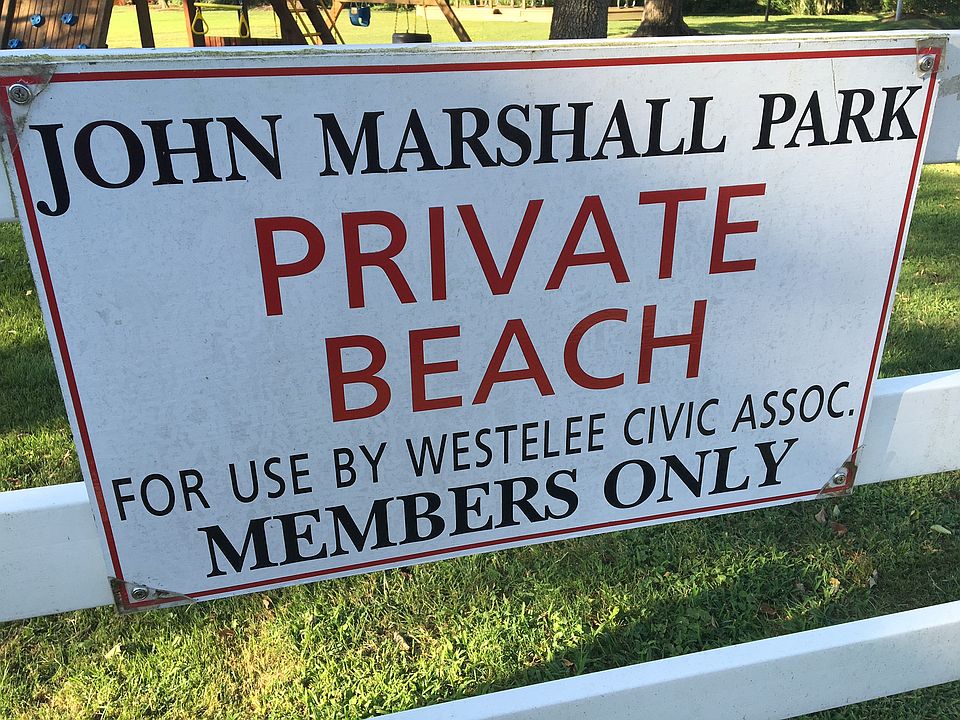 JOHN MARSHALL PARK
PRIVATE
BEACH
FOR USE BY WESTELEE CIVIC ASSOC.
MEMBERS ONLY